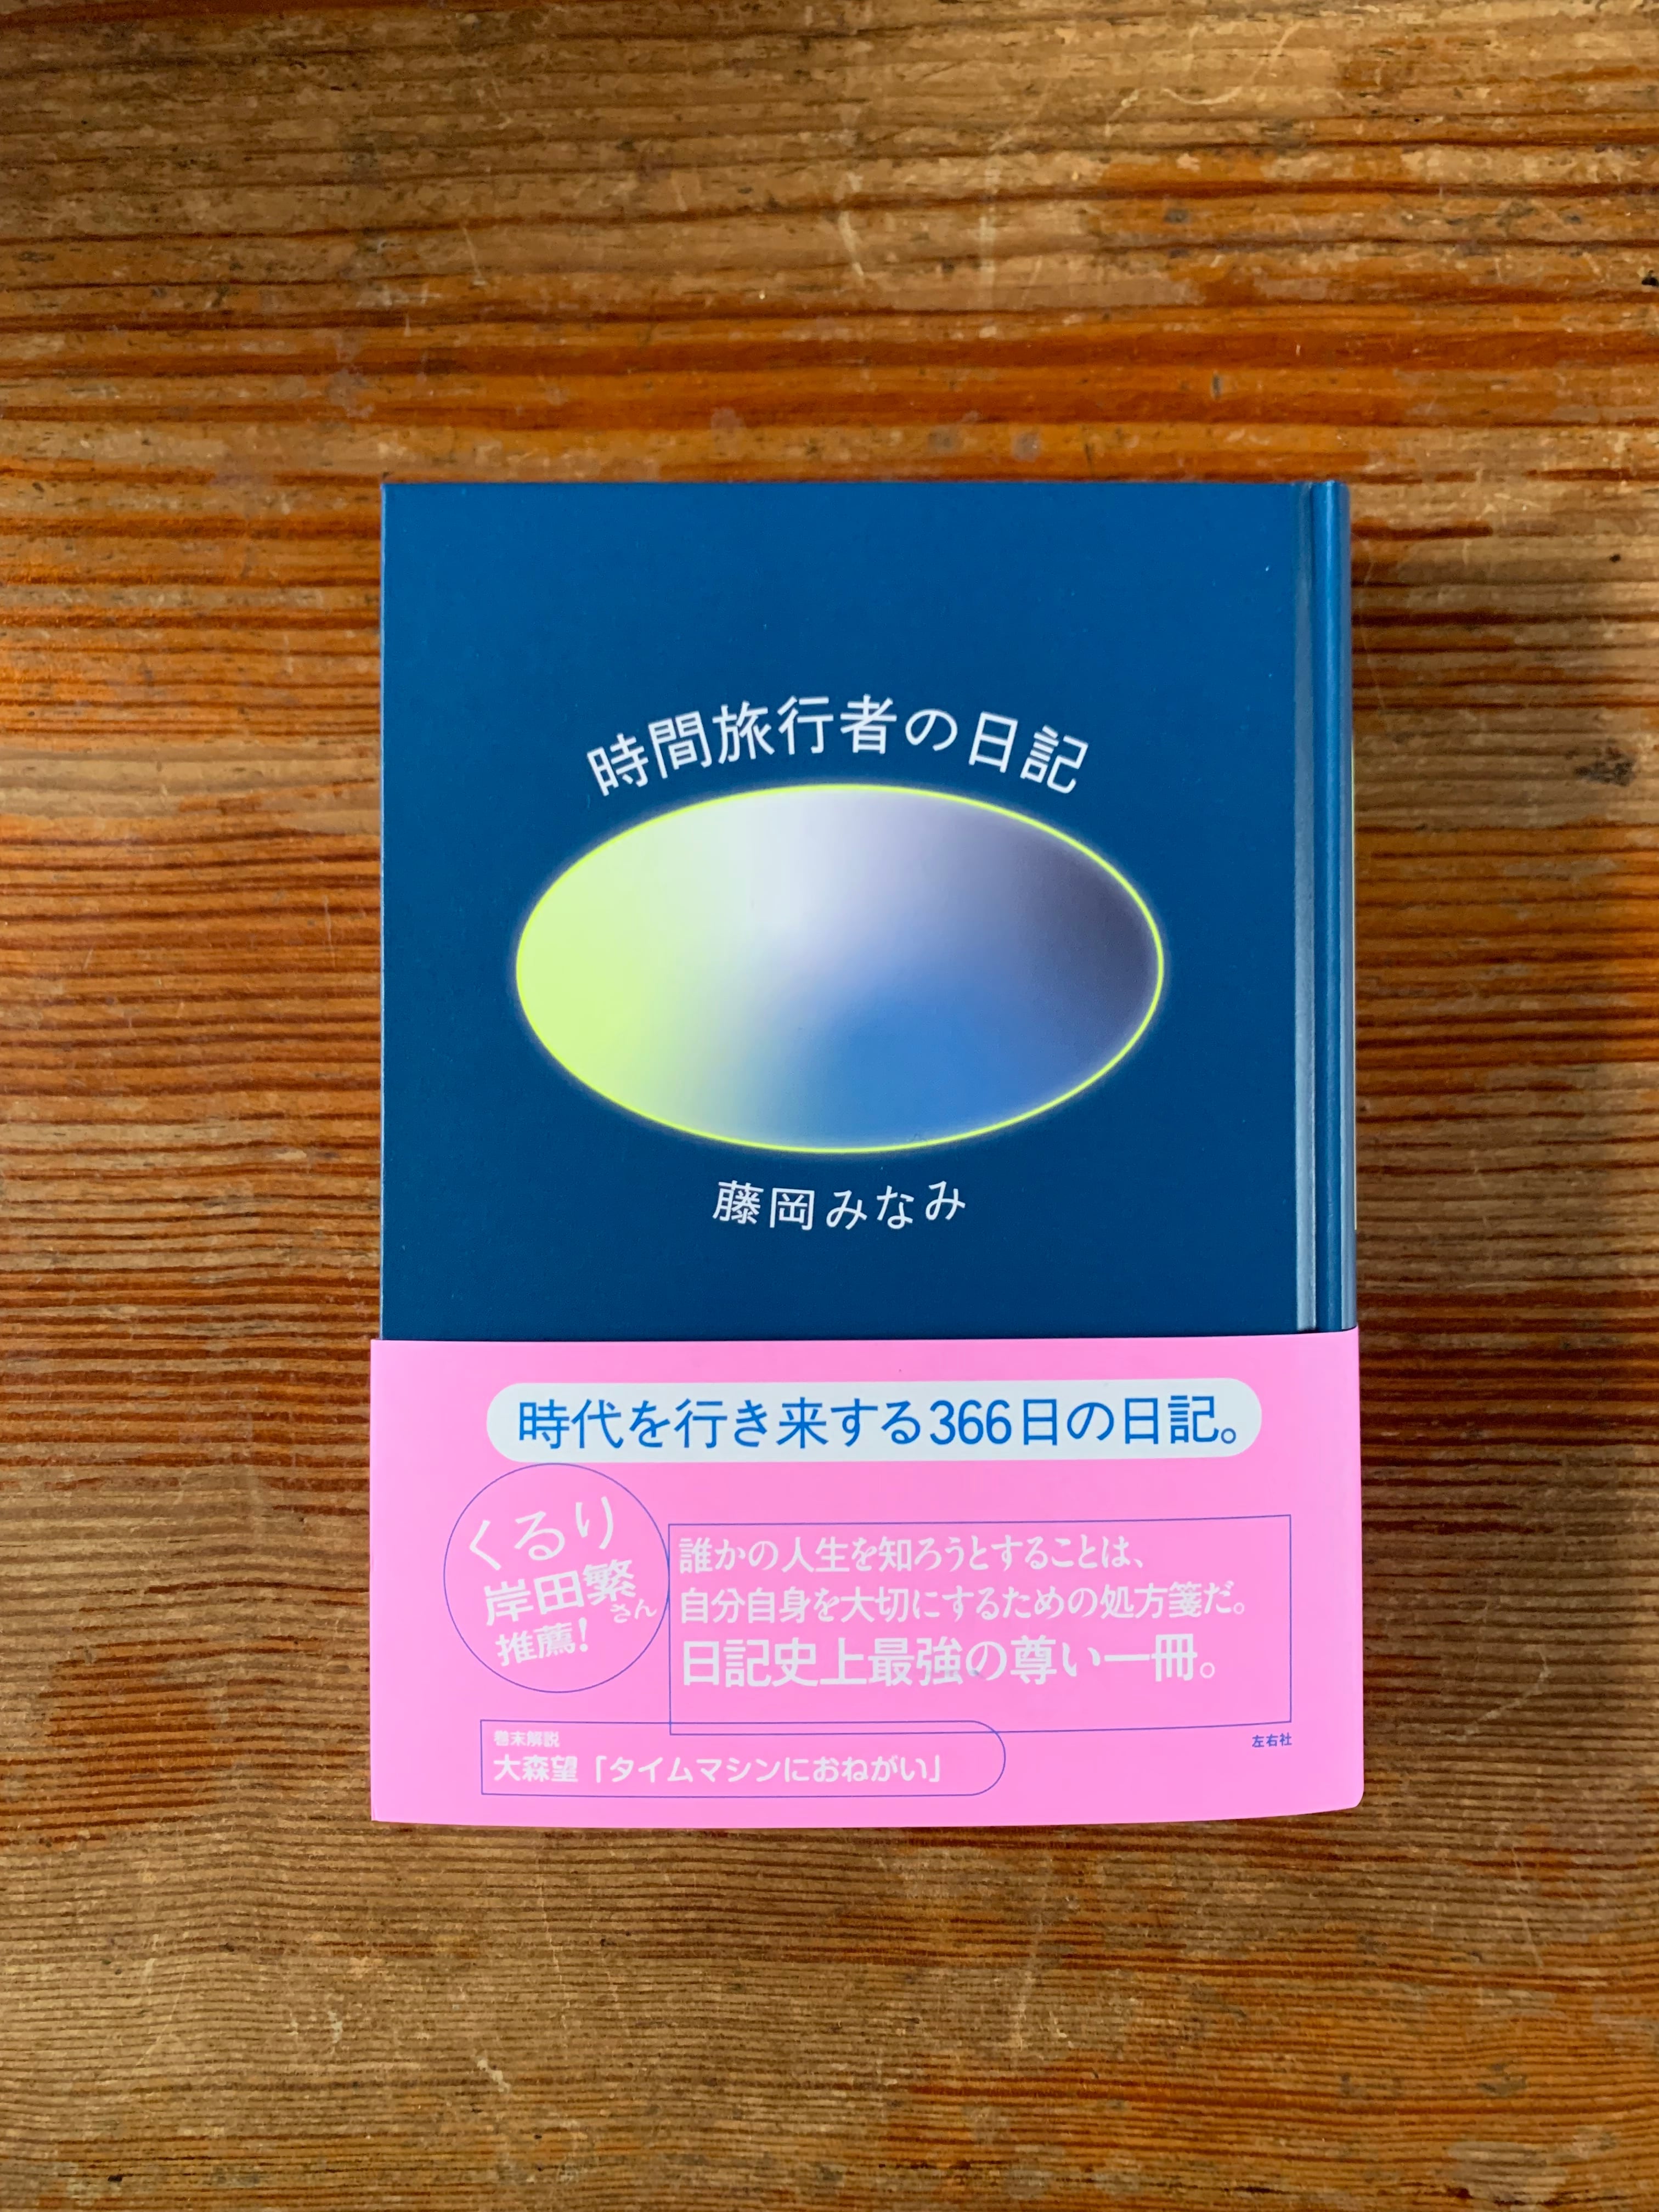 時間旅行者の日記
藤岡みなみ
時代を行き来する366日の日記。
くるり
岸田繁さん
推薦!
誰かの人生を知ろうとすることは、
自分自身を大切にするための処方箋だ。
日記史上最強の尊い一冊。
巻末解説
大森望「タイムマシンにおねがい」
左右社